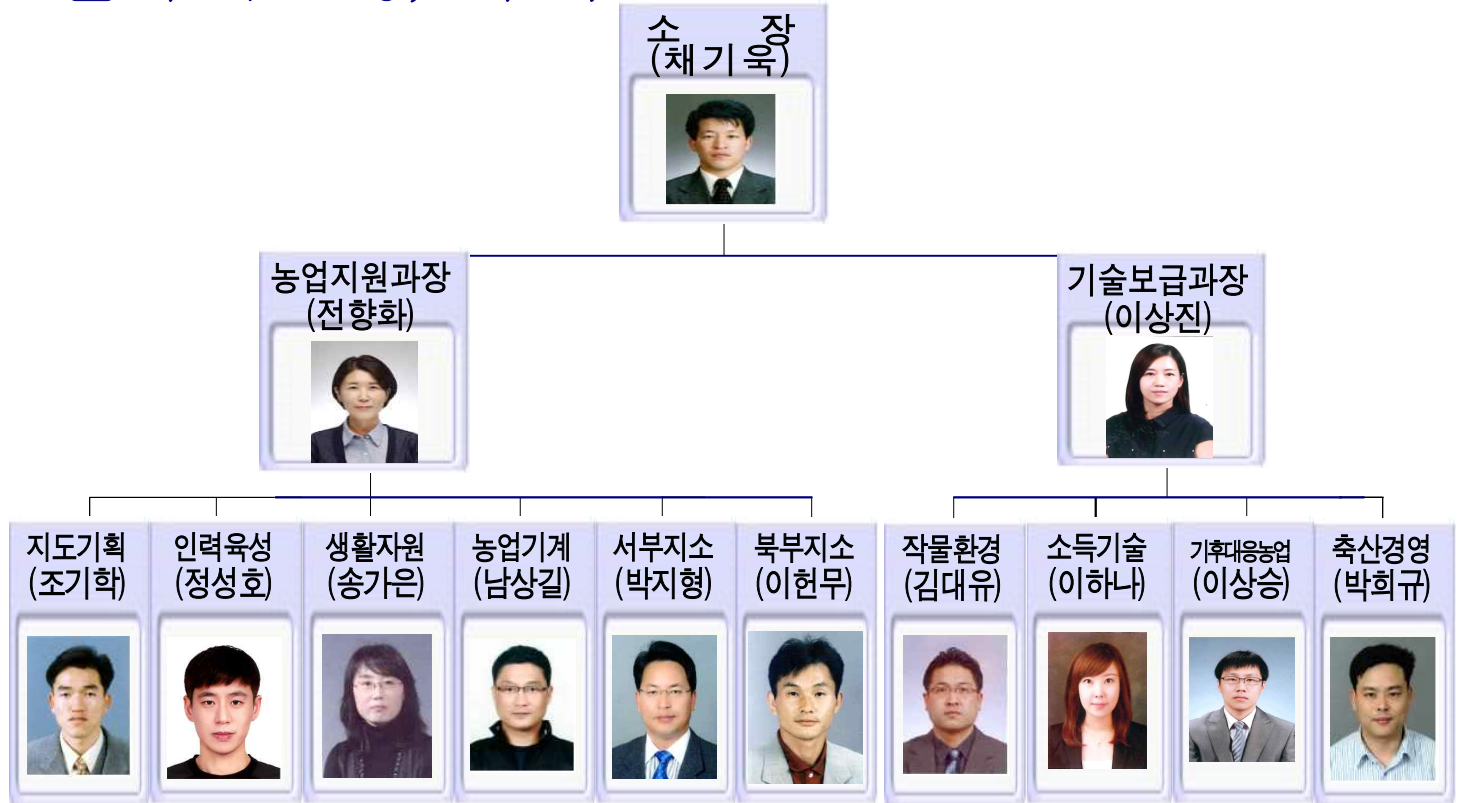 소 장
(채기욱)
농업지원과장
(전향화)
기술보급과장
(이상진)
지도기획
(조기학)
인력육성
(정성호)
생활자원
(송가은)
농업기계
(남상길)
서부지소
(박지형)
북부지소
(이헌무)
작물환경
(김대유)
소득기술
(이하나)
기후대응농업
(이상승)
축산경영
(박희규)